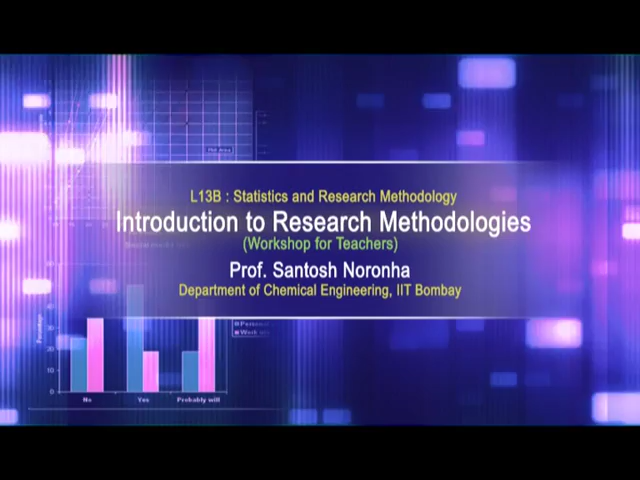 L13B : Statistics and Research Methodology
Introduction to Research Methodologies
(Workshop for Teachers)
Prof. Santosh Noronha
Department of Chemical Engineering, IIT Bombay
No Yes Probably will